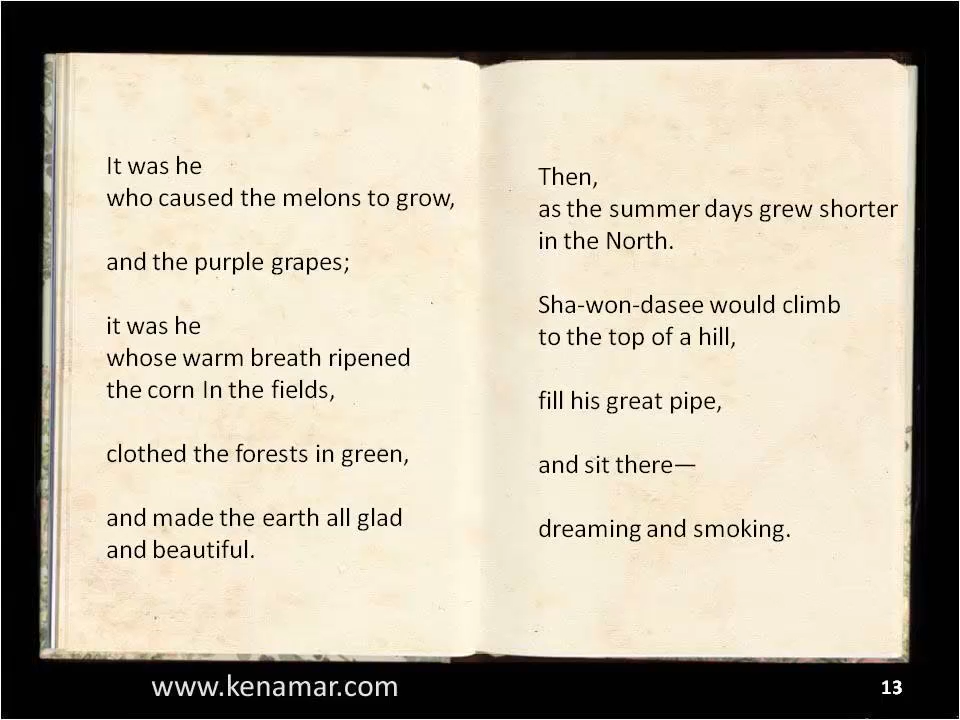 It was he
who caused the melons to grow,
and the purple grapes;
it was he
whose warm breath ripened
the corn In the fields,
clothed the forests in green,
and made the earth all glad
and beautiful.
Then,
as the summer days grew shorter
in the North.
Sha-won-dasee would climb
to the top of a hill,
fill his great pipe,
and sit there—
dreaming and smoking.
www.kenamar.com
13